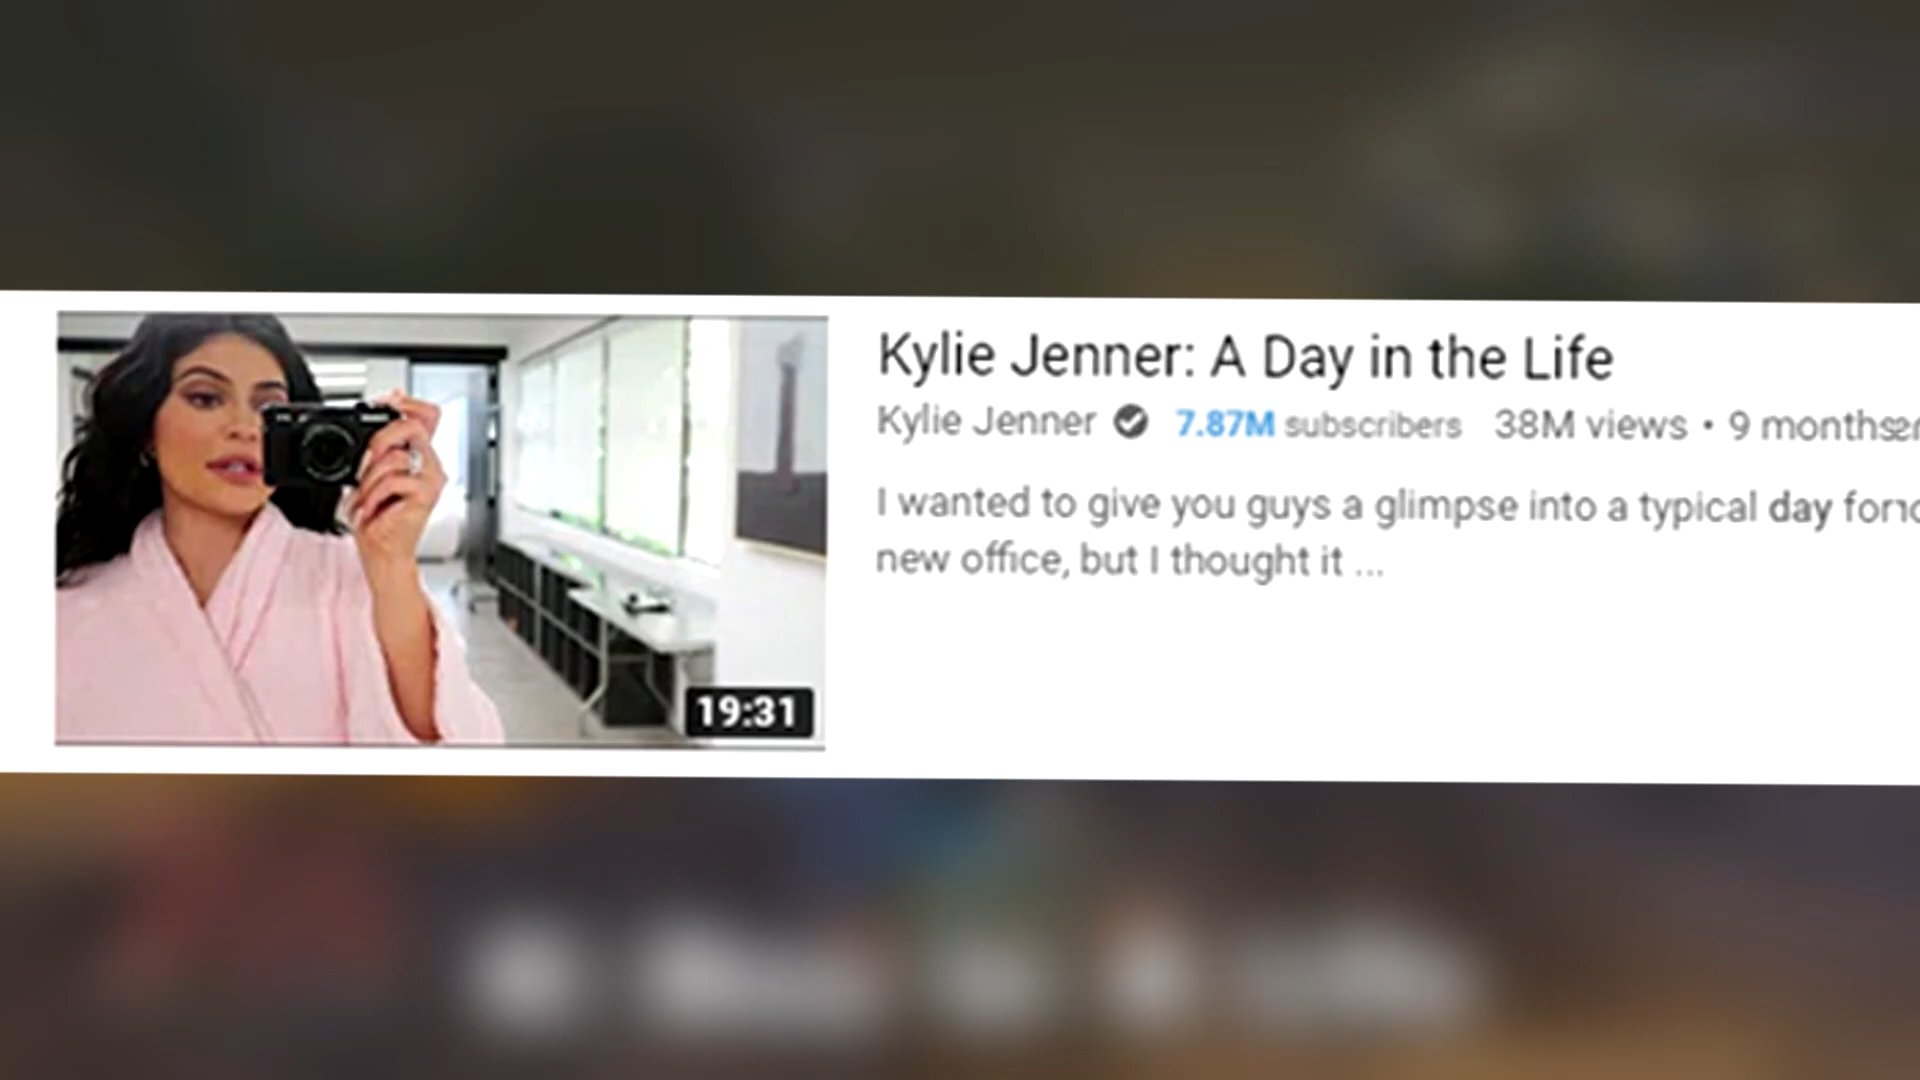 Kylie Jenner: A Day in the Life
Kylie Jenner 7.87M subscribers 38M views • 9 months
I wanted to give you guys a glimpse into a typical day for
new office, but I thought it ...
19:31